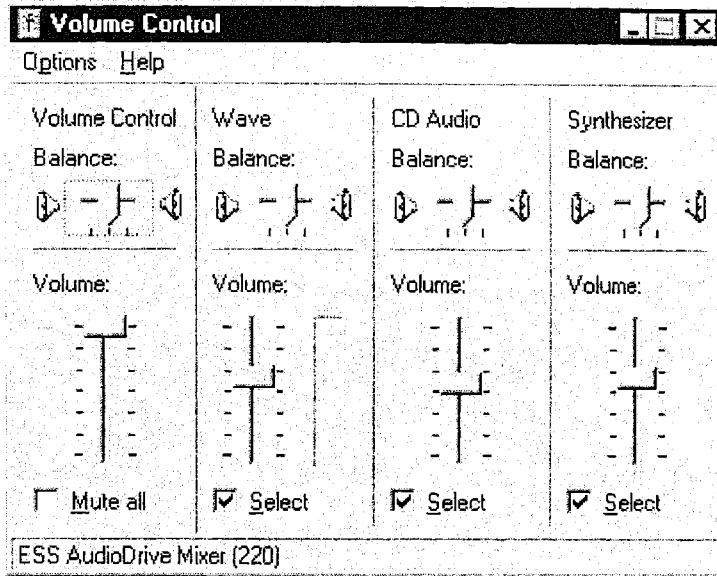 Volume Control
Options Help
Volume Control Wave CD Audio Synthesizer
Balance: Balance: Balance: Balance:
Volume: Volume: Volume: Volume:
Mute all Select Select Select
ESS AudioDrive Mixer (220)